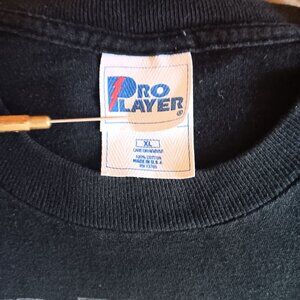 PRO
PLAYER®
XL
100% COTTON
MADE IN U.S.A